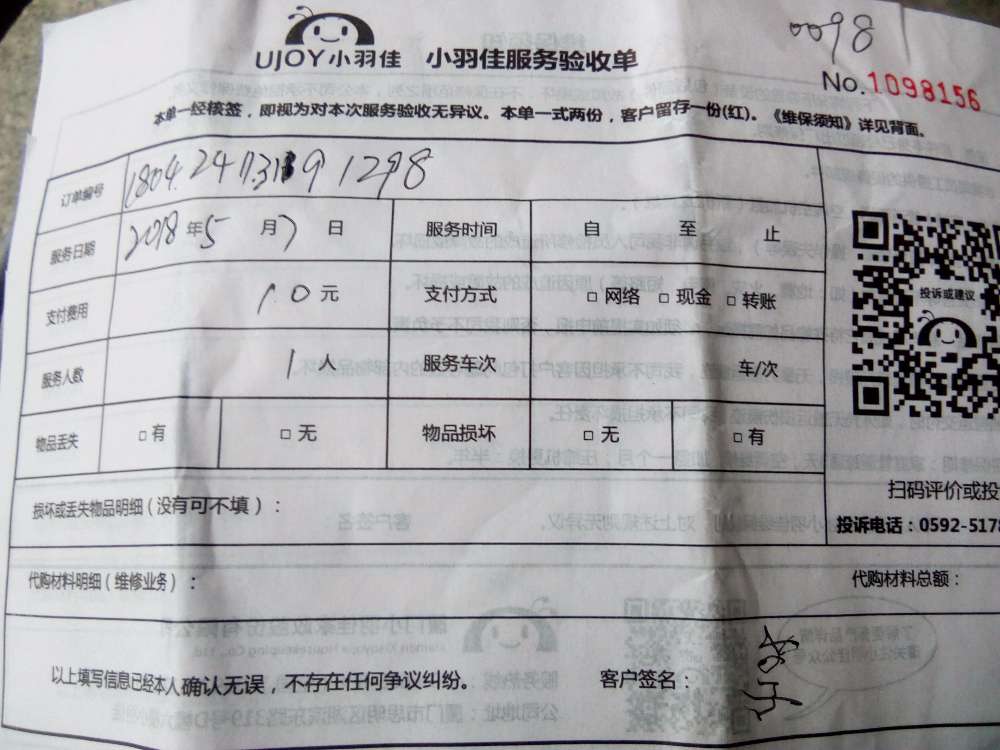 0098
UJOY小羽佳 小羽佳服务验收单
No.1098156
本单一经核签，即视为对本次服务验收无异议。本单一式两份，客户留存一份(红)。《维保须知》详见背面。
订单编号
服务日期 2018年5月7日 服务时间 自 至 止
支付费用 10元 支付方式 □网络 □现金 □转账
服务人数 1人 服务车次 车/次
物品丢失 □有 □无 物品损坏 □无 □有
投诉或建议
扫码评价或投
投诉电话：0592-5178
损坏或丢失物品明细(没有可不填)：
代购材料明细(维修业务)： 代购材料总额：
以上填写信息已经本人确认无误，不存在任何争议纠纷。 客户签名：